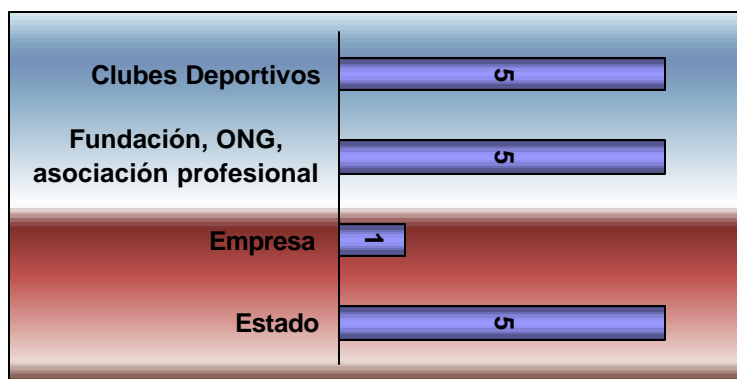 Clubes Deportivos
5
Fundación, ONG,
asociación profesional
5
Empresa
1
Estado
5